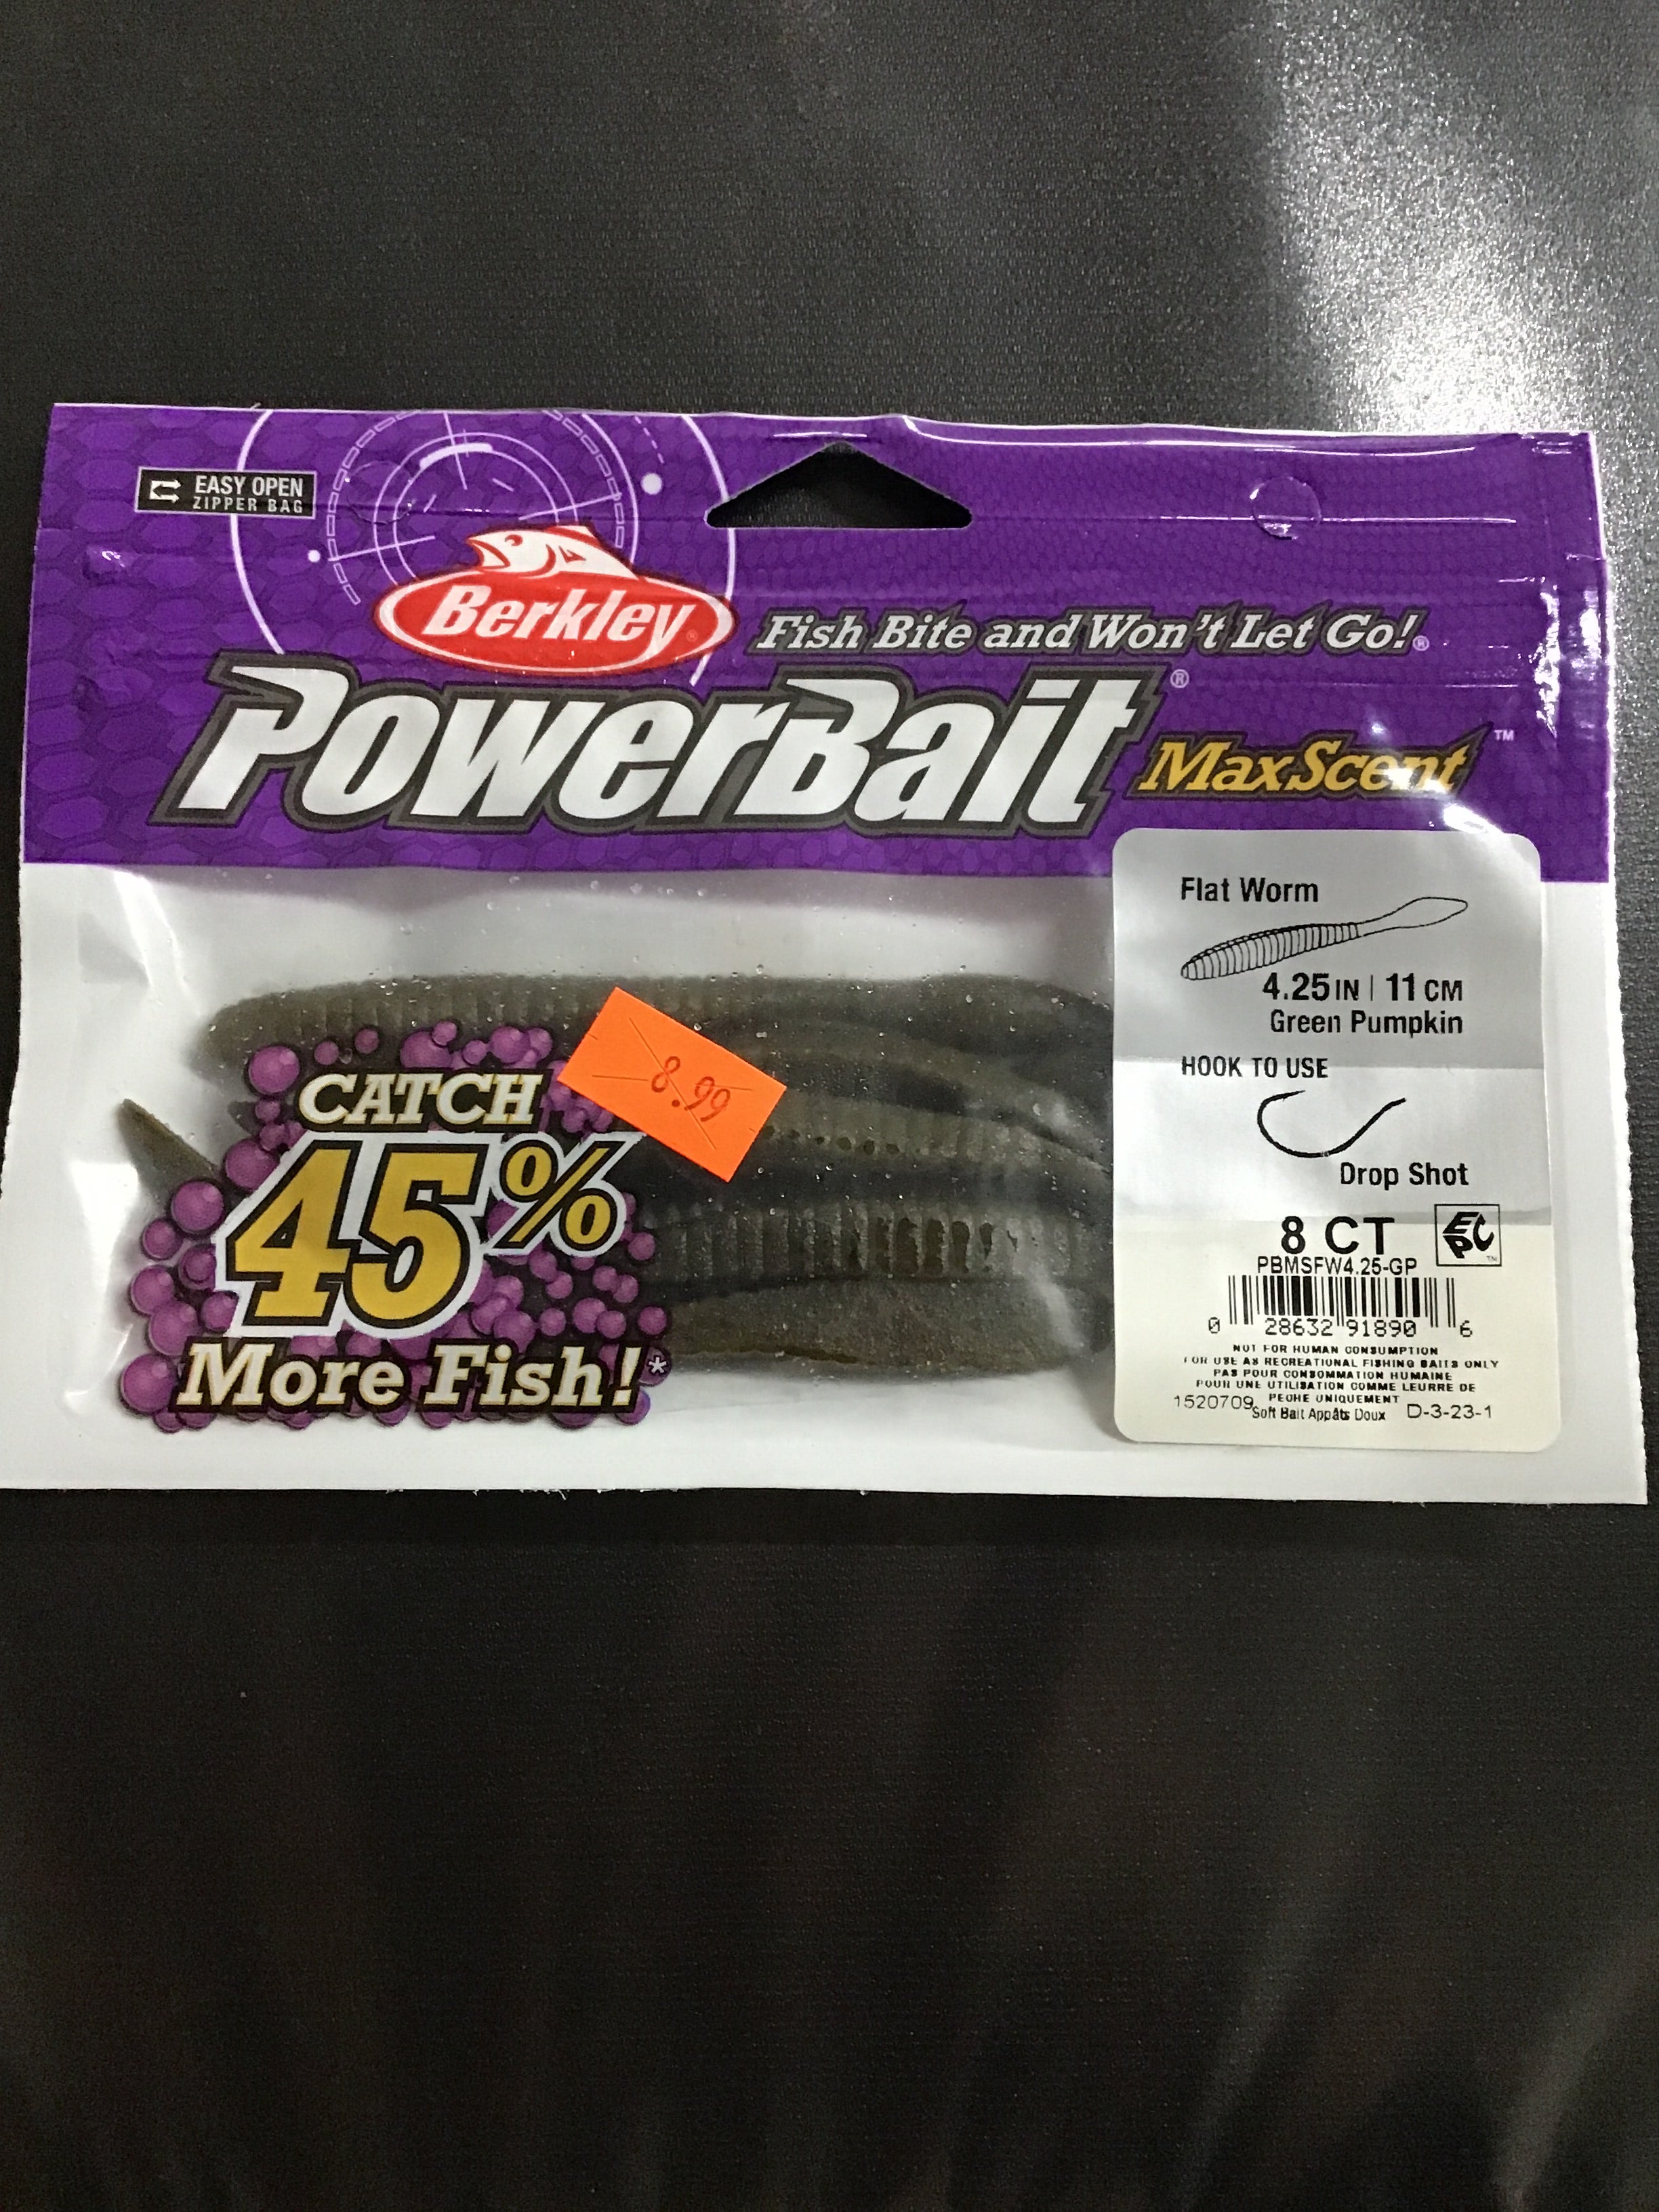 EASY OPEN
ZIPPER BAG
Berkley®
Fish Bite and Won't Let Go!®
PowerBait®
MaxScent™
Flat Worm
4.25 IN | 11 CM
Green Pumpkin
HOOK TO USE
Drop Shot
8 CT
EPC™
PBMSFW4.25-GP
0 28632 91890 6
NOT FOR HUMAN CONSUMPTION
FOR USE AS RECREATIONAL FISHING BAITS ONLY
PAS POUR CONSOMMATION HUMAINE
POUR UNE UTILISATION COMME LEURRE DE
PECHE UNIQUEMENT
1520709 Soft Bait Appâts Doux D-3-23-1
8.99
CATCH
45%
More Fish!*